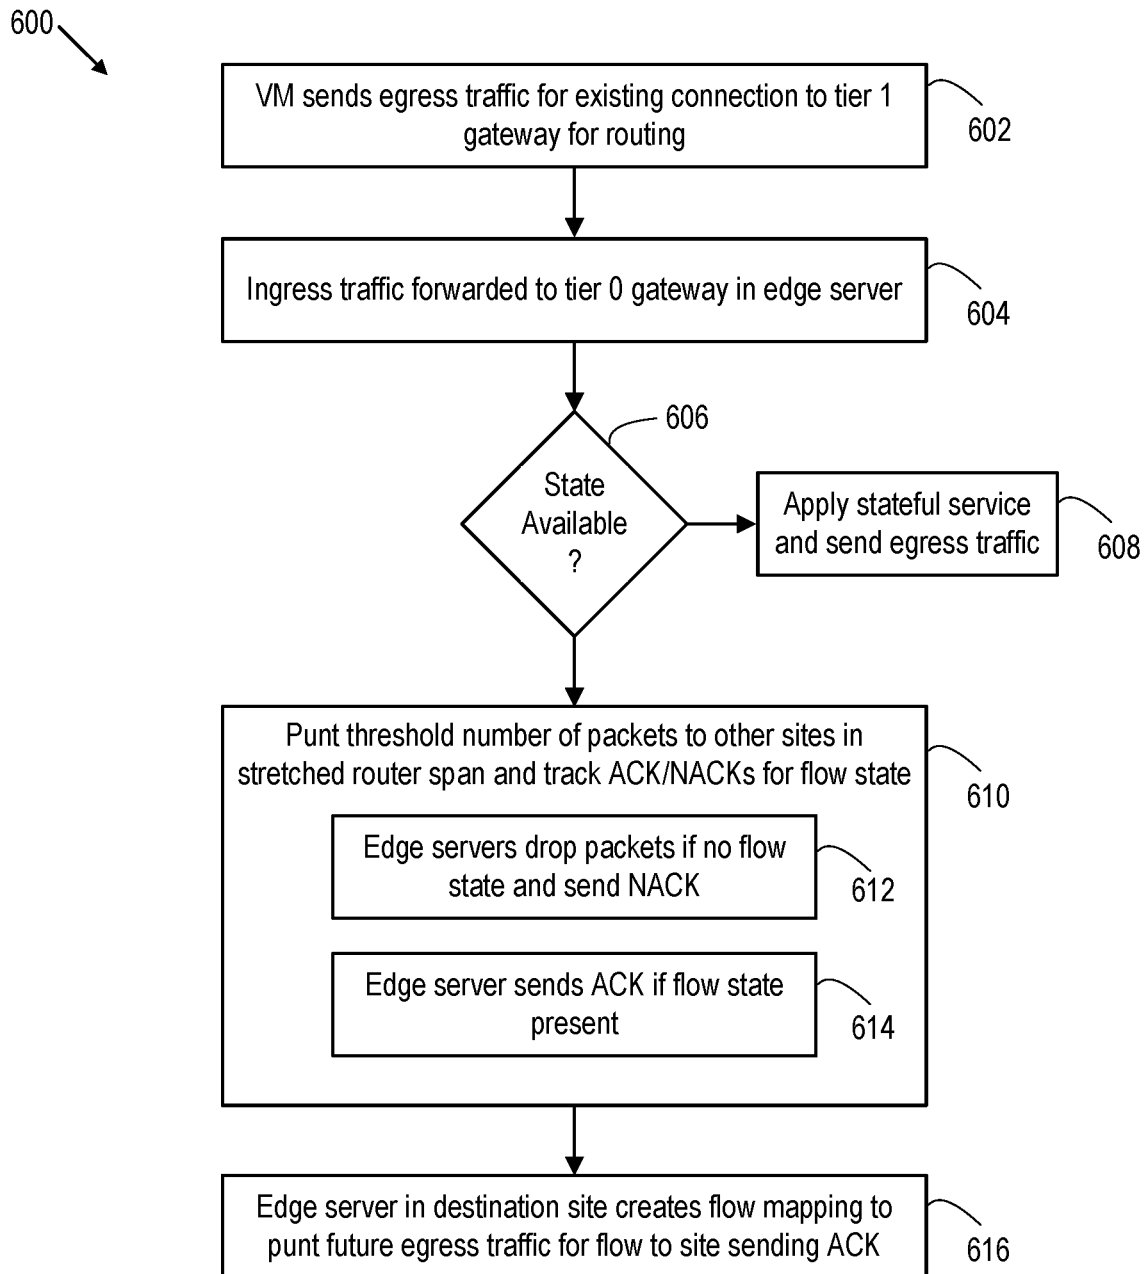 600
VM sends egress traffic for existing connection to tier 1
gateway for routing
602
Ingress traffic forwarded to tier 0 gateway in edge server
604
606
State
Available
?
Apply stateful service
and send egress traffic
608
Punt threshold number of packets to other sites in
stretched router span and track ACK/NACKs for flow state
610
Edge servers drop packets if no flow
state and send NACK
612
Edge server sends ACK if flow state
present
614
Edge server in destination site creates flow mapping to
punt future egress traffic for flow to site sending ACK
616